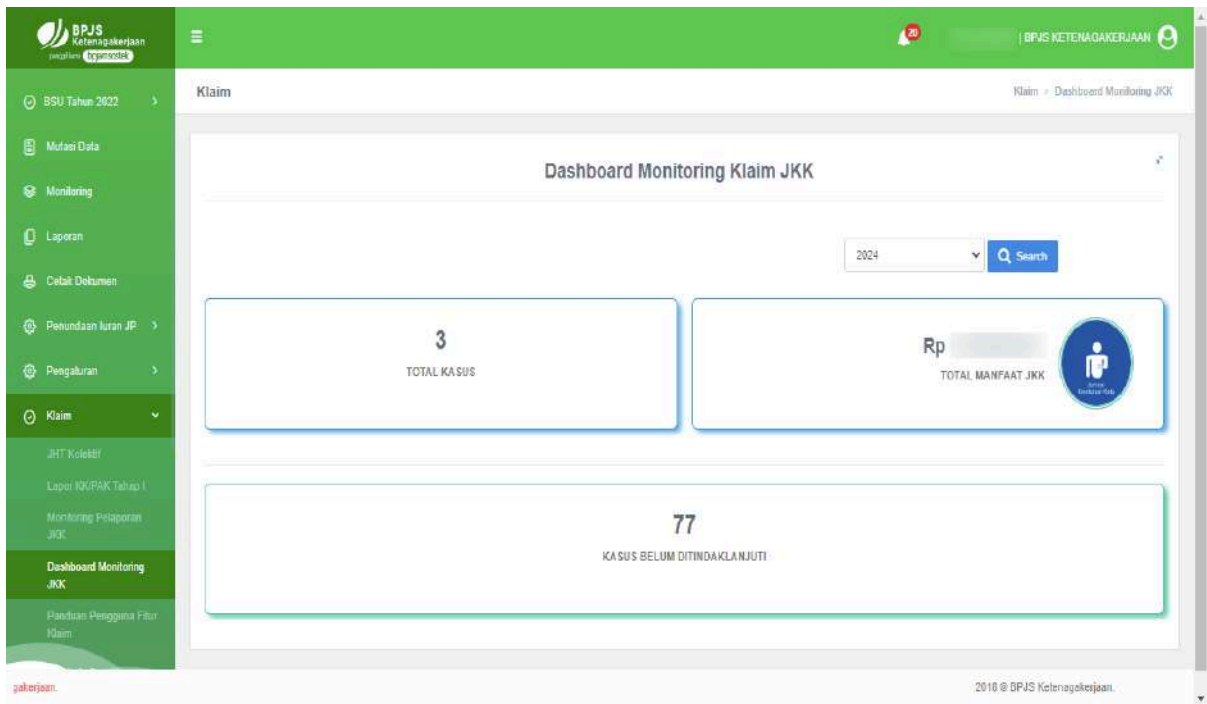 BPJS
Ketenagakerjaan
bpjamsostek
20
| BPJS KETENAGAKERJAAN
BSU Tahun 2022
Mutasi Data
Monitoring
Laporan
Cetak Dokumen
Penundaan Iuran JP
Pengaturan
Klaim
JHT Kolektif
Lapor KK/PAK Tahap I
Monitoring Pelaporan
JKK
Dashboard Monitoring
JKK
Panduan Pengguna Fitur
Klaim
Klaim
Klaim / Dashboard Monitoring JKK
Dashboard Monitoring Klaim JKK
2024
Search
3
TOTAL KASUS
Rp
TOTAL MANFAAT JKK
77
KASUS BELUM DITINDAKLANJUTI
gakerjaan.
2018 © BPJS Ketenagakerjaan.